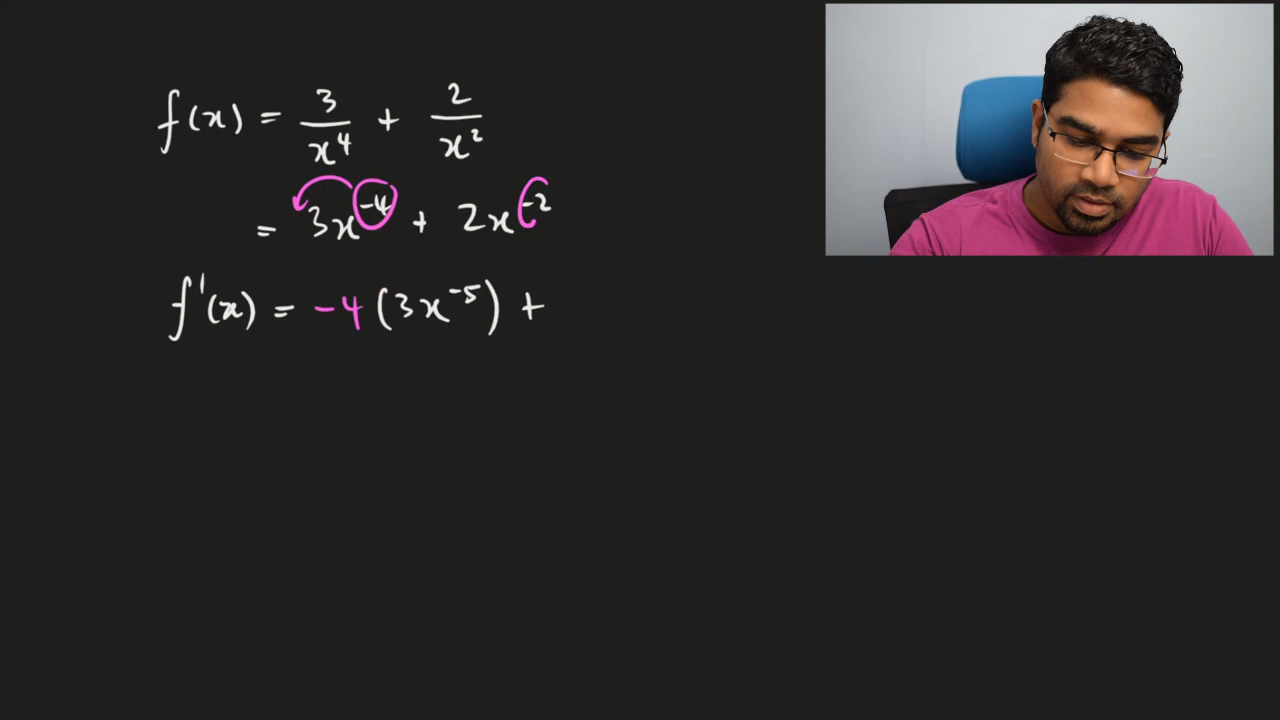 f(x) = 3/x⁴ + 2/x²
= 3x⁻⁴ + 2x⁻²
f'(x) = -4(3x⁻⁵) +